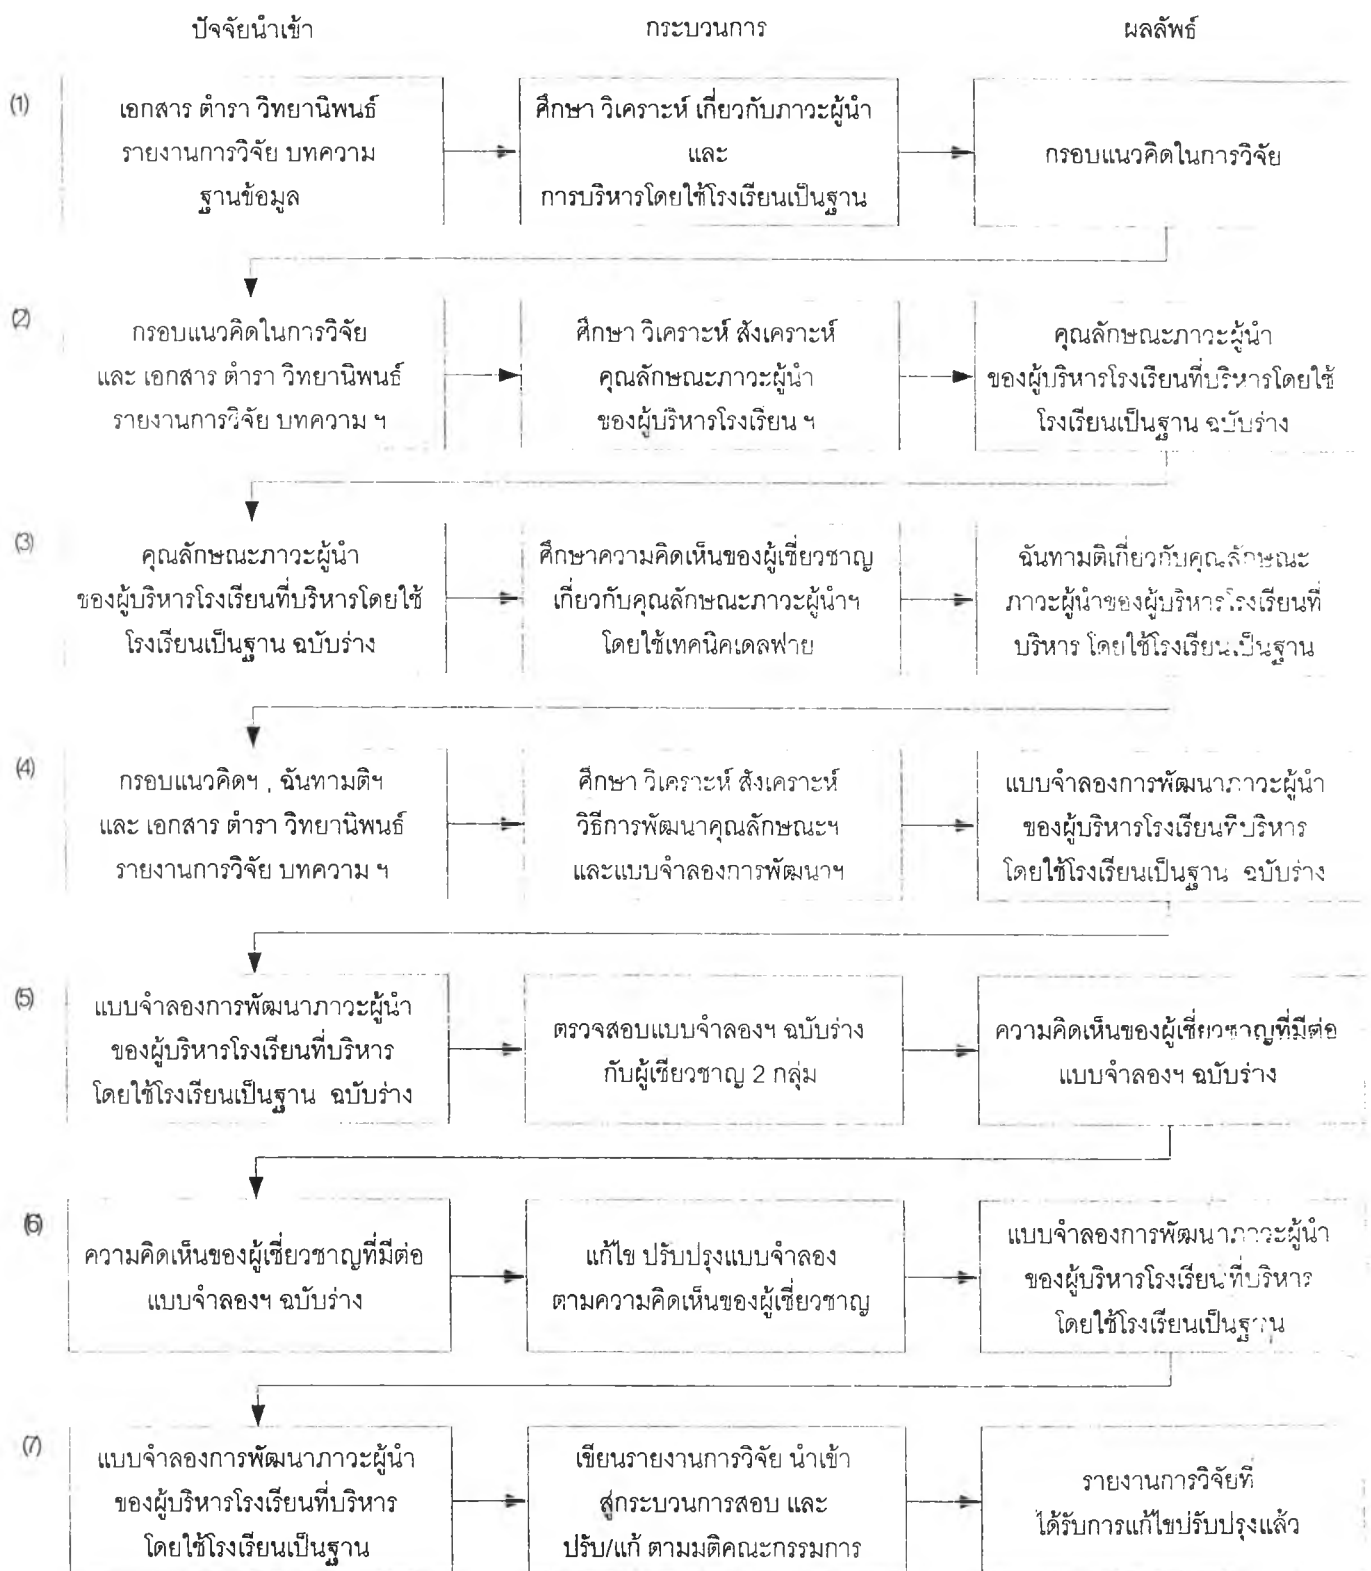 ปัจจัยนำเข้า
กระบวนการ
ผลลัพธ์
(1)
เอกสาร ตำรา วิทยานิพนธ์
รายงานการวิจัย บทความ
ฐานข้อมูล
ศึกษา วิเคราะห์ เกี่ยวกับภาวะผู้นำ
และ
การบริหารโดยใช้โรงเรียนเป็นฐาน
กรอบแนวคิดในการวิจัย
(2)
กรอบแนวคิดในการวิจัย
และ เอกสาร ตำรา วิทยานิพนธ์
รายงานการวิจัย บทความ ฯ
ศึกษา วิเคราะห์ สังเคราะห์
คุณลักษณะภาวะผู้นำ
ของผู้บริหารโรงเรียน ฯ
คุณลักษณะภาวะผู้นำ
ของผู้บริหารโรงเรียนที่บริหารโดยใช้
โรงเรียนเป็นฐาน ฉบับร่าง
(3)
คุณลักษณะภาวะผู้นำ
ของผู้บริหารโรงเรียนที่บริหารโดยใช้
โรงเรียนเป็นฐาน ฉบับร่าง
ศึกษาความคิดเห็นของผู้เชี่ยวชาญ
เกี่ยวกับคุณลักษณะภาวะผู้นำฯ
โดยใช้เทคนิคเดลฟาย
ฉันทามติเกี่ยวกับคุณลักษณะ
ภาวะผู้นำของผู้บริหารโรงเรียนที่
บริหาร โดยใช้โรงเรียนเป็นฐาน
(4)
กรอบแนวคิดฯ , ฉันทามติฯ
และ เอกสาร ตำรา วิทยานิพนธ์
รายงานการวิจัย บทความ ฯ
ศึกษา วิเคราะห์ สังเคราะห์
วิธีการพัฒนาคุณลักษณะฯ
และแบบจำลองการพัฒนาฯ
แบบจำลองการพัฒนาภาวะผู้นำ
ของผู้บริหารโรงเรียนที่บริหาร
โดยใช้โรงเรียนเป็นฐาน ฉบับร่าง
(5)
แบบจำลองการพัฒนาภาวะผู้นำ
ของผู้บริหารโรงเรียนที่บริหาร
โดยใช้โรงเรียนเป็นฐาน ฉบับร่าง
ตรวจสอบแบบจำลองฯ ฉบับร่าง
กับผู้เชี่ยวชาญ 2 กลุ่ม
ความคิดเห็นของผู้เชี่ยวชาญที่มีต่อ
แบบจำลองฯ ฉบับร่าง
(6)
ความคิดเห็นของผู้เชี่ยวชาญที่มีต่อ
แบบจำลองฯ ฉบับร่าง
แก้ไข ปรับปรุงแบบจำลอง
ตามความคิดเห็นของผู้เชี่ยวชาญ
แบบจำลองการพัฒนาภาวะผู้นำ
ของผู้บริหารโรงเรียนที่บริหาร
โดยใช้โรงเรียนเป็นฐาน
(7)
แบบจำลองการพัฒนาภาวะผู้นำ
ของผู้บริหารโรงเรียนที่บริหาร
โดยใช้โรงเรียนเป็นฐาน
เขียนรายงานการวิจัย นำเข้า
สู่กระบวนการสอบ และ
ปรับ/แก้ ตามมติคณะกรรมการ
รายงานการวิจัยที่
ได้รับการแก้ไขปรับปรุงแล้ว